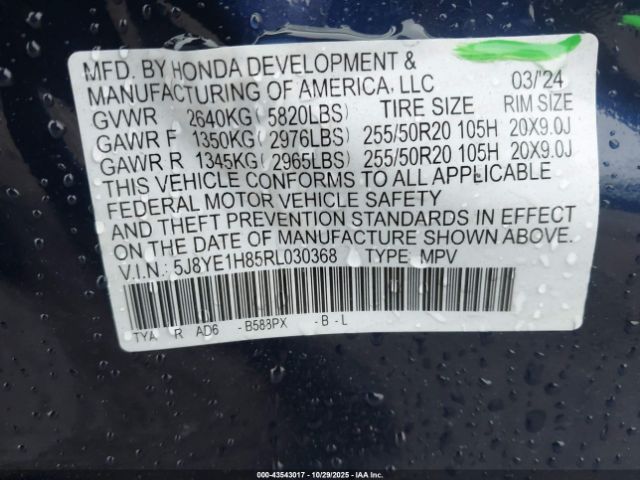 MFD. BY HONDA DEVELOPMENT &
MANUFACTURING OF AMERICA, LLC 03/'24
GVWR 2640KG( 5820LBS) TIRE SIZE RIM SIZE
GAWR F 1350KG( 2976LBS) 255/50R20 105H 20X9.0J
GAWR R 1345KG( 2965LBS) 255/50R20 105H 20X9.0J
THIS VEHICLE CONFORMS TO ALL APPLICABLE
FEDERAL MOTOR VEHICLE SAFETY
AND THEFT PREVENTION STANDARDS IN EFFECT
ON THE DATE OF MANUFACTURE SHOWN ABOVE.
V.I.N.: 5J8YE1H85RL030368 TYPE: MPV
TYA R AD6 - B588PX - B - L
000-43543017 - 10/29/2025 - IAAI.COM